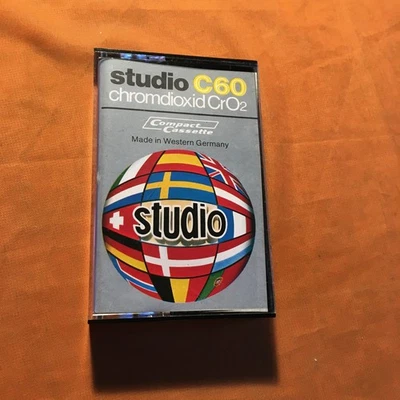 studio C60
chromdioxid CrO2
Compact
Cassette
Made in Western Germany
studio